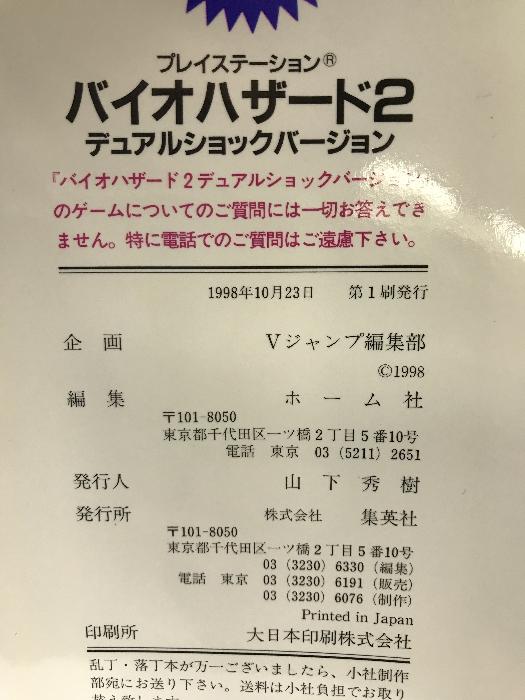 プレイステーション®
バイオハザード2
デュアルショックバージョン
『バイオハザード2デュアルショックバージョン』
のゲームについてのご質問には一切お答えでき
ません。特に電話でのご質問はご遠慮下さい。
1998年10月23日 第1刷発行
企画 Vジャンプ編集部
©1998
編集 ホーム社
〒101-8050
東京都千代田区一ツ橋2丁目5番10号
電話 東京 03 (5211) 2651
発行人 山下秀樹
発行所 株式会社 集英社
〒101-8050
東京都千代田区一ツ橋2丁目5番10号
03 (3230) 6330 (編集)
電話 東京 03 (3230) 6191 (販売)
03 (3230) 6076 (制作)
Printed in Japan
印刷所 大日本印刷株式会社
乱丁・落丁本が万一ございましたら、小社制作
部宛にお送り下さい。送料は小社負担でお取り